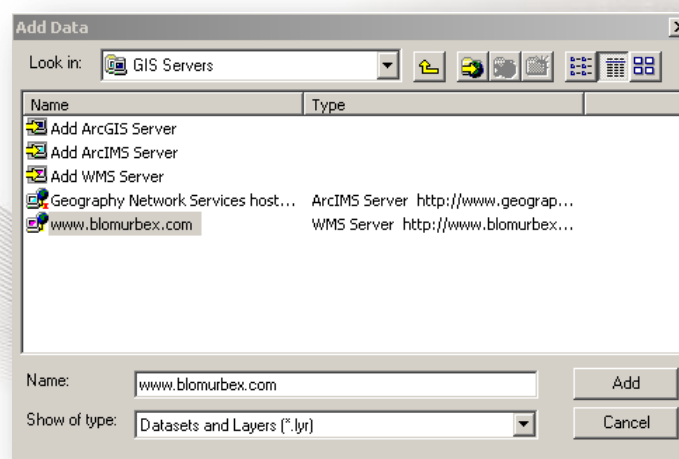 Add Data
Look in: GIS Servers
Name Type
Add ArcGIS Server
Add ArcIMS Server
Add WMS Server
Geography Network Services host... ArcIMS Server http://www.geograp...
www.blomurbex.com WMS Server http://www.blomurbex...
Name: www.blomurbex.com Add
Show of type: Datasets and Layers (*.lyr) Cancel